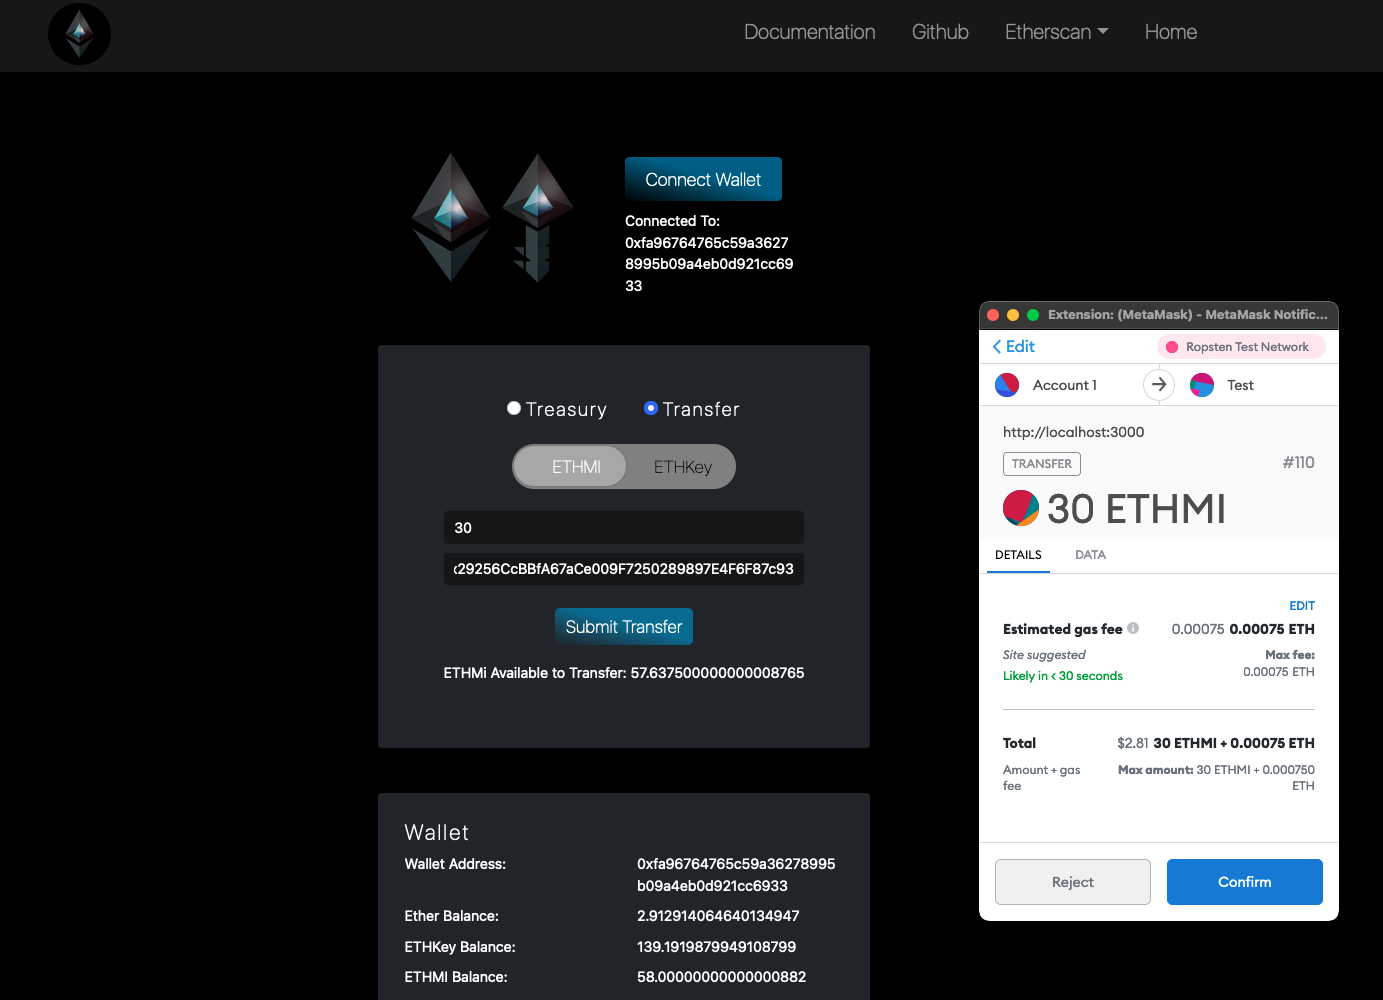 Documentation Github Etherscan Home
Connect Wallet
Connected To:
0xfa96764765c59a3627
8995b09a4eb0d921cc69
33
Treasury Transfer
ETHMI ETHKey
30
x29256CcBBfA67aCe009F7250289897E4F6F87c93
Submit Transfer
ETHMi Available to Transfer: 57.637500000000008765
Wallet
Wallet Address: 0xfa96764765c59a36278995
b09a4eb0d921cc6933
Ether Balance: 2.912914064640134947
ETHKey Balance: 139.1919879949108799
ETHMI Balance: 58.00000000000000882
Extension: (MetaMask) - MetaMask Notific...
Edit Ropsten Test Network
Account 1 Test
http://localhost:3000
TRANSFER #110
30 ETHMI
DETAILS DATA
EDIT
Estimated gas fee 0.00075 0.00075 ETH
Site suggested Max fee:
Likely in < 30 seconds 0.00075 ETH
Total $2.81 30 ETHMI + 0.00075 ETH
Amount + gas Max amount: 30 ETHMI + 0.000750
fee ETH
Reject Confirm